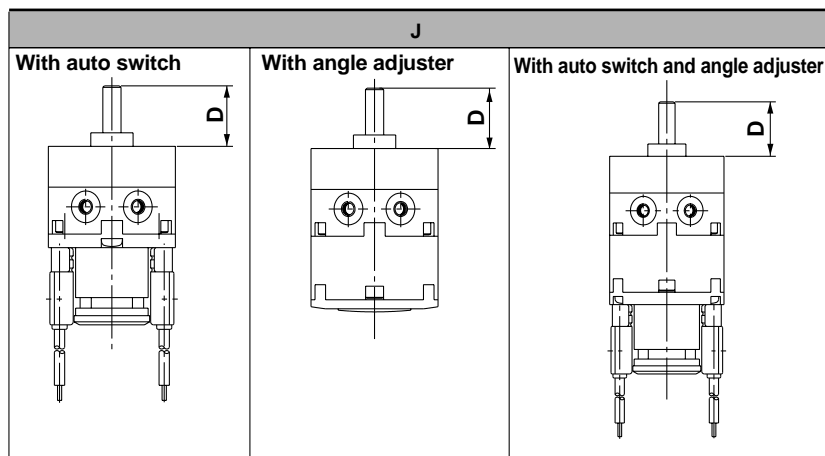 J
With auto switch
With angle adjuster
With auto switch and angle adjuster
D
D
D